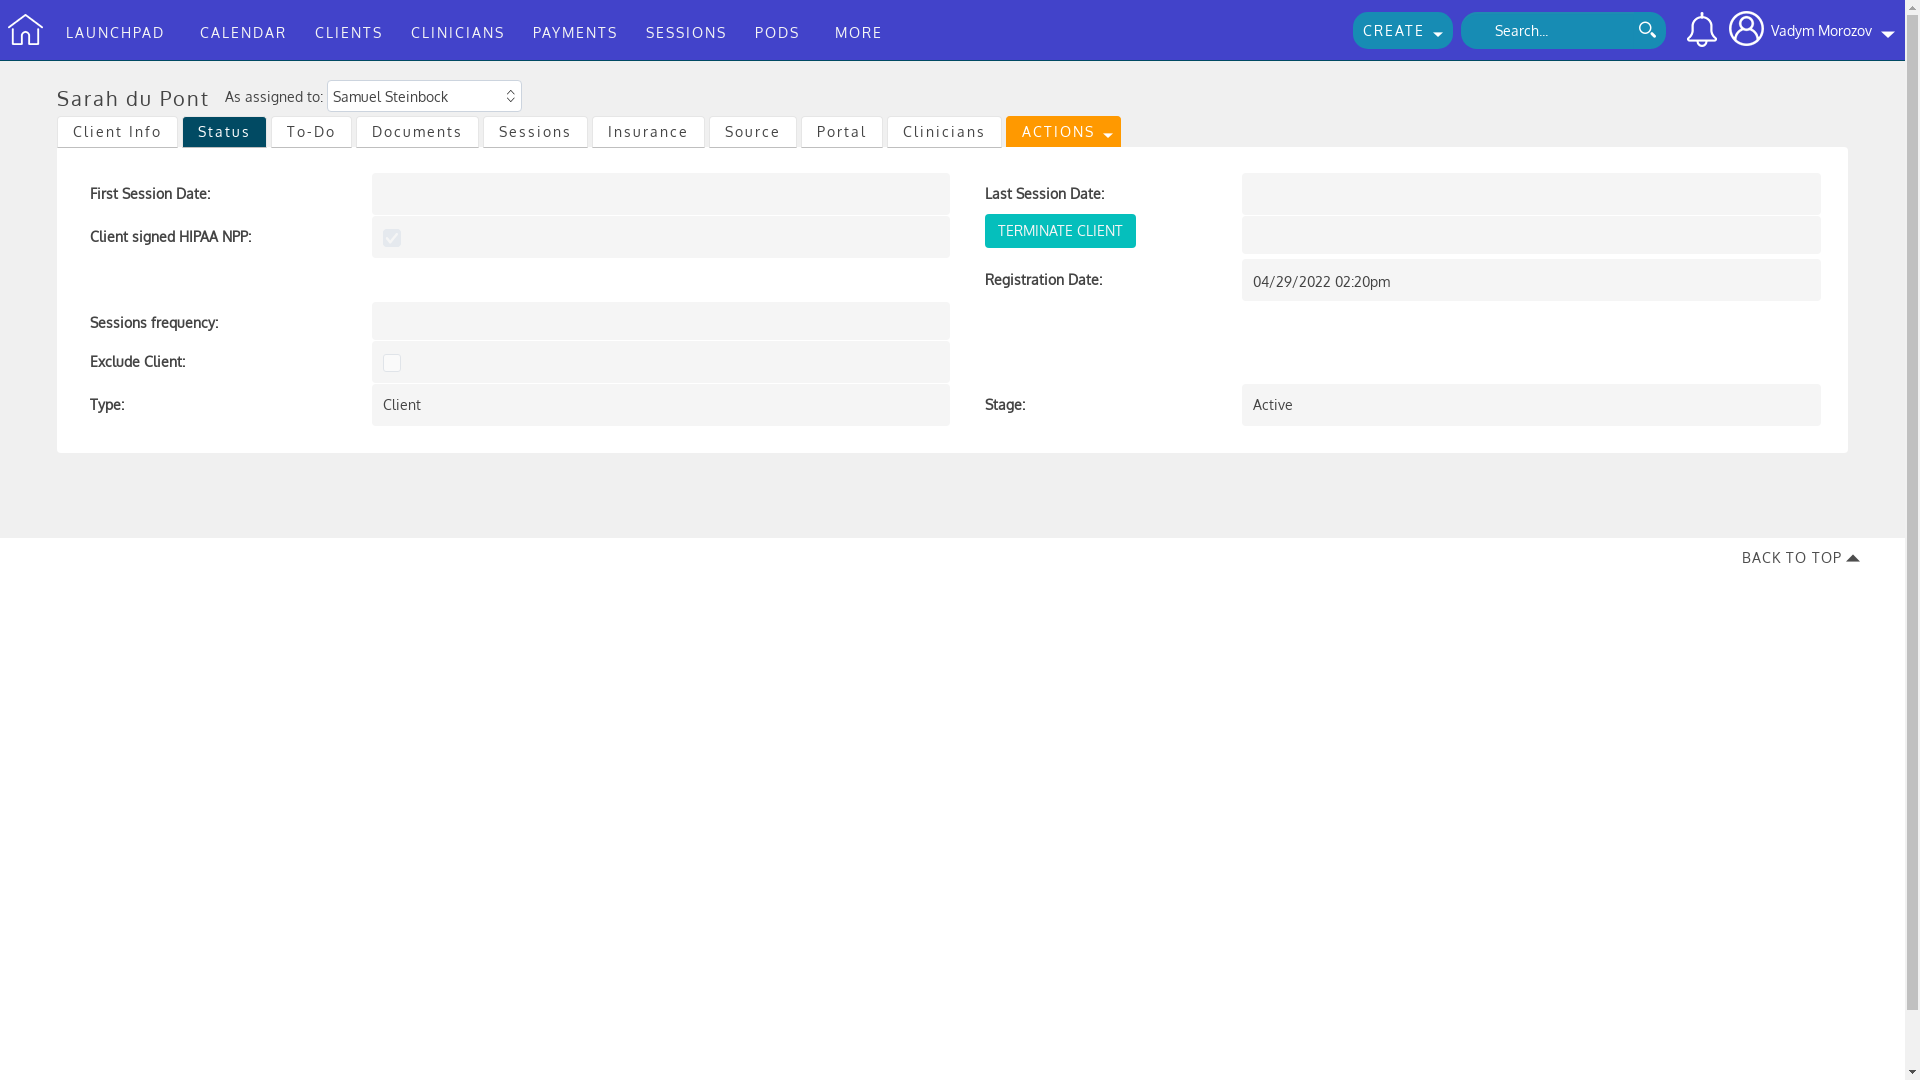 LAUNCHPAD CALENDAR CLIENTS CLINICIANS PAYMENTS SESSIONS PODS MORE CREATE Search... Vadym Morozov
Sarah du Pont As assigned to: Samuel Steinbock
Client Info Status To-Do Documents Sessions Insurance Source Portal Clinicians ACTIONS
First Session Date: Last Session Date:
Client signed HIPAA NPP: TERMINATE CLIENT
Registration Date: 04/29/2022 02:20pm
Sessions frequency:
Exclude Client:
Type: Client Stage: Active
BACK TO TOP